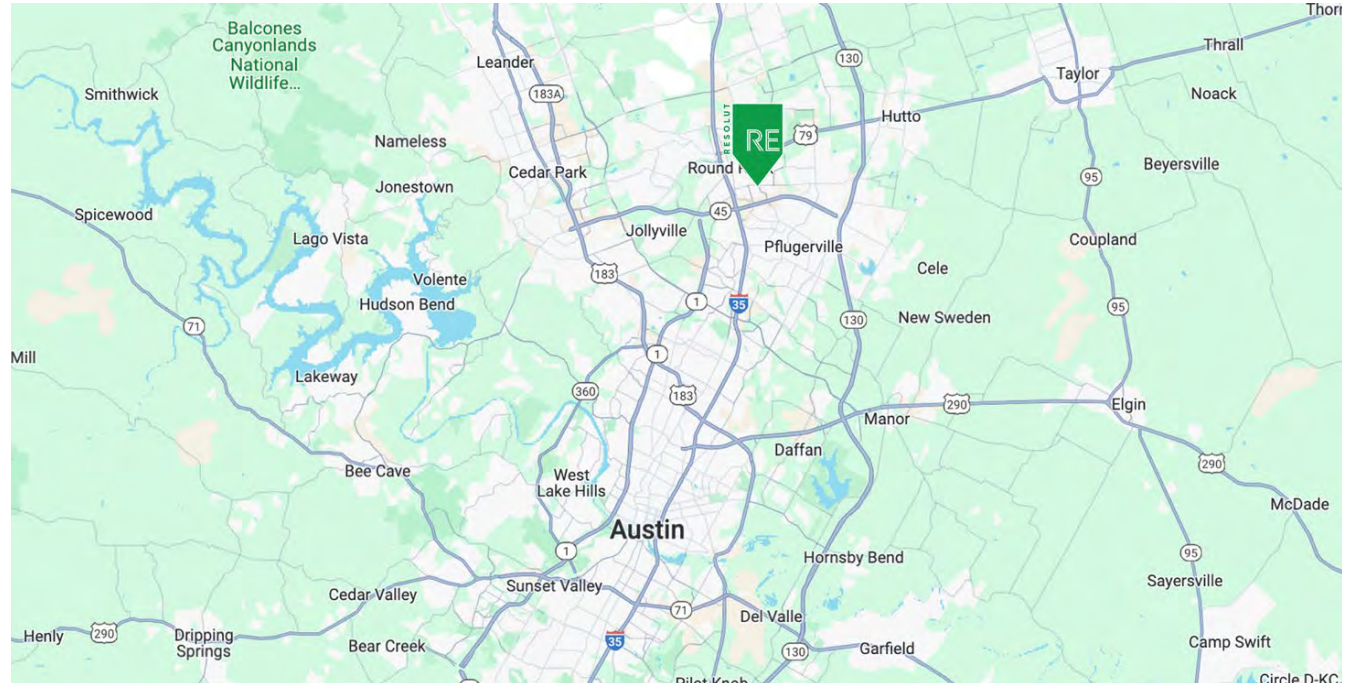 Balcones
Canyonlands
National
Wildlife...
Leander
130
Thrall
Taylor
Smithwick
183A
Noack
RESOLUT
RE
Hutto
79
Nameless
Cedar Park
Beyersville
95
Jonestown
Spicewood
45
Lago Vista
Jollyville
Pflugerville
Coupland
Cele
183
Volente
Hudson Bend
1
35
95
New Sweden
130
71
Mill
1
Lakeway
360
183
290
Elgin
Manor
Daffan
Bee Cave
West
Lake Hills
290
McDade
Austin
1
Hornsby Bend
95
Sayersville
Sunset Valley
Cedar Valley
71
Del Valle
Henly
290
Dripping
Springs
Bear Creek
35
130
Garfield
Camp Swift
Circle D-KC